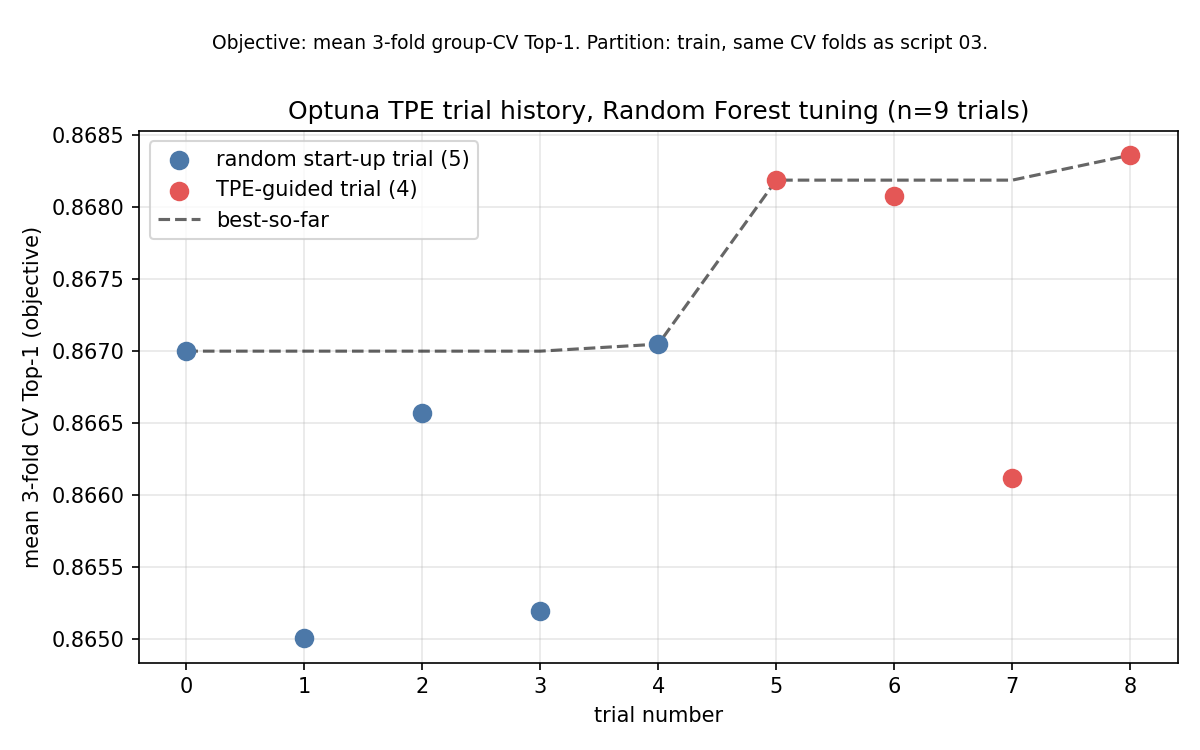 Objective: mean 3-fold group-CV Top-1. Partition: train, same CV folds as script 03.
Optuna TPE trial history, Random Forest tuning (n=9 trials)
random start-up trial (5)
TPE-guided trial (4)
best-so-far
mean 3-fold CV Top-1 (objective)
0.8685
0.8680
0.8675
0.8670
0.8665
0.8660
0.8655
0.8650
0 1 2 3 4 5 6 7 8
trial number